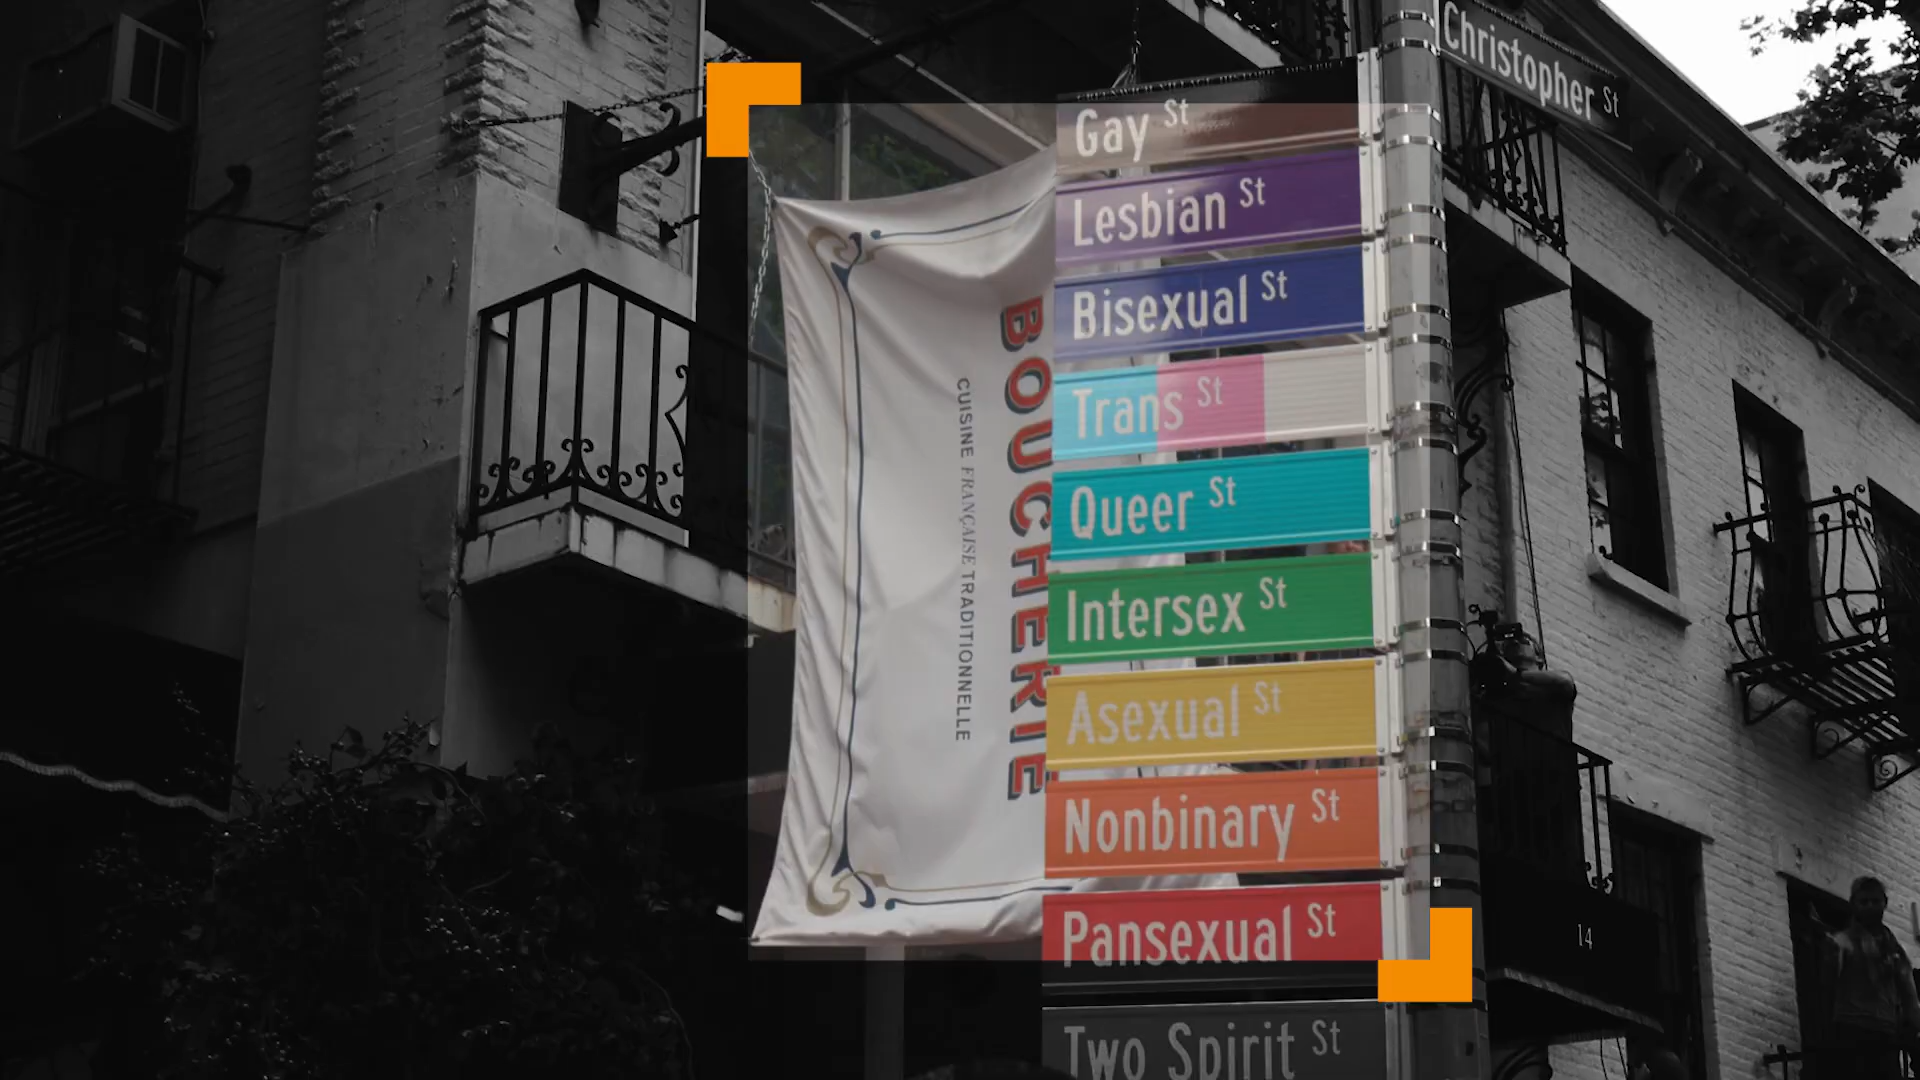 Christopher St
Gay St
Lesbian St
Bisexual St
Trans St
Queer St
Intersex St
Asexual St
Nonbinary St
Pansexual St
Two Spirit St
BOUCHERIE
CUISINE FRANÇAISE TRADITIONNELLE
14